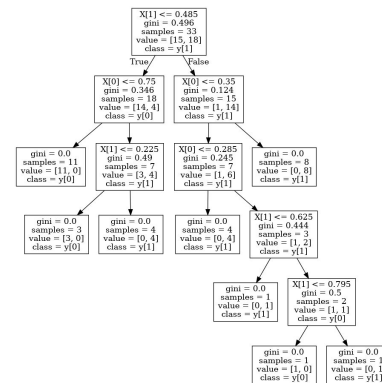 X[1] <= 0.485
gini = 0.496
samples = 33
value = [15, 18]
class = y[1]
True
False
X[0] <= 0.75
gini = 0.346
samples = 18
value = [14, 4]
class = y[0]
X[0] <= 0.35
gini = 0.124
samples = 15
value = [1, 14]
class = y[1]
gini = 0.0
samples = 11
value = [11, 0]
class = y[0]
X[1] <= 0.225
gini = 0.49
samples = 7
value = [3, 4]
class = y[1]
X[0] <= 0.285
gini = 0.245
samples = 7
value = [1, 6]
class = y[1]
gini = 0.0
samples = 8
value = [0, 8]
class = y[1]
gini = 0.0
samples = 3
value = [3, 0]
class = y[0]
gini = 0.0
samples = 4
value = [0, 4]
class = y[1]
gini = 0.0
samples = 4
value = [0, 4]
class = y[1]
X[1] <= 0.625
gini = 0.444
samples = 3
value = [1, 2]
class = y[1]
gini = 0.0
samples = 1
value = [0, 1]
class = y[1]
X[1] <= 0.795
gini = 0.5
samples = 2
value = [1, 1]
class = y[0]
gini = 0.0
samples = 1
value = [1, 0]
class = y[0]
gini = 0.0
samples = 1
value = [0, 1
class = y[1]